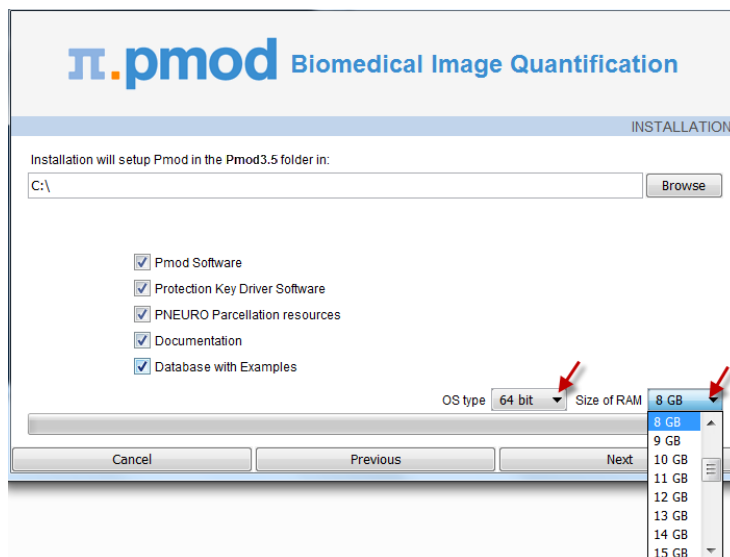 π.pmod Biomedical Image Quantification
INSTALLATION
Installation will setup Pmod in the Pmod3.5 folder in:
C:\ Browse
Pmod Software
Protection Key Driver Software
PNEURO Parcellation resources
Documentation
Database with Examples
OS type 64 bit Size of RAM 8 GB
8 GB
9 GB
10 GB
11 GB
12 GB
13 GB
14 GB
15 GB
Cancel Previous Next